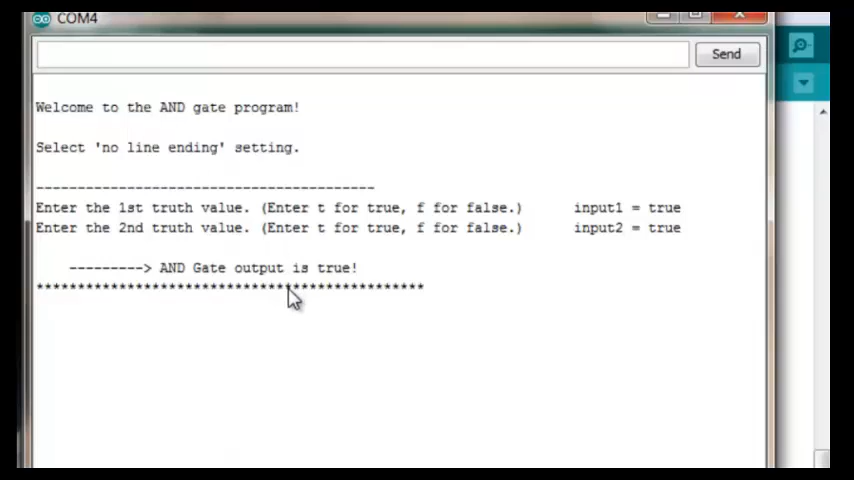 COM4
Send
Welcome to the AND gate program!
Select 'no line ending' setting.
-----------------------------------------
Enter the 1st truth value. (Enter t for true, f for false.) input1 = true
Enter the 2nd truth value. (Enter t for true, f for false.) input2 = true
---------> AND Gate output is true!
***********************************************